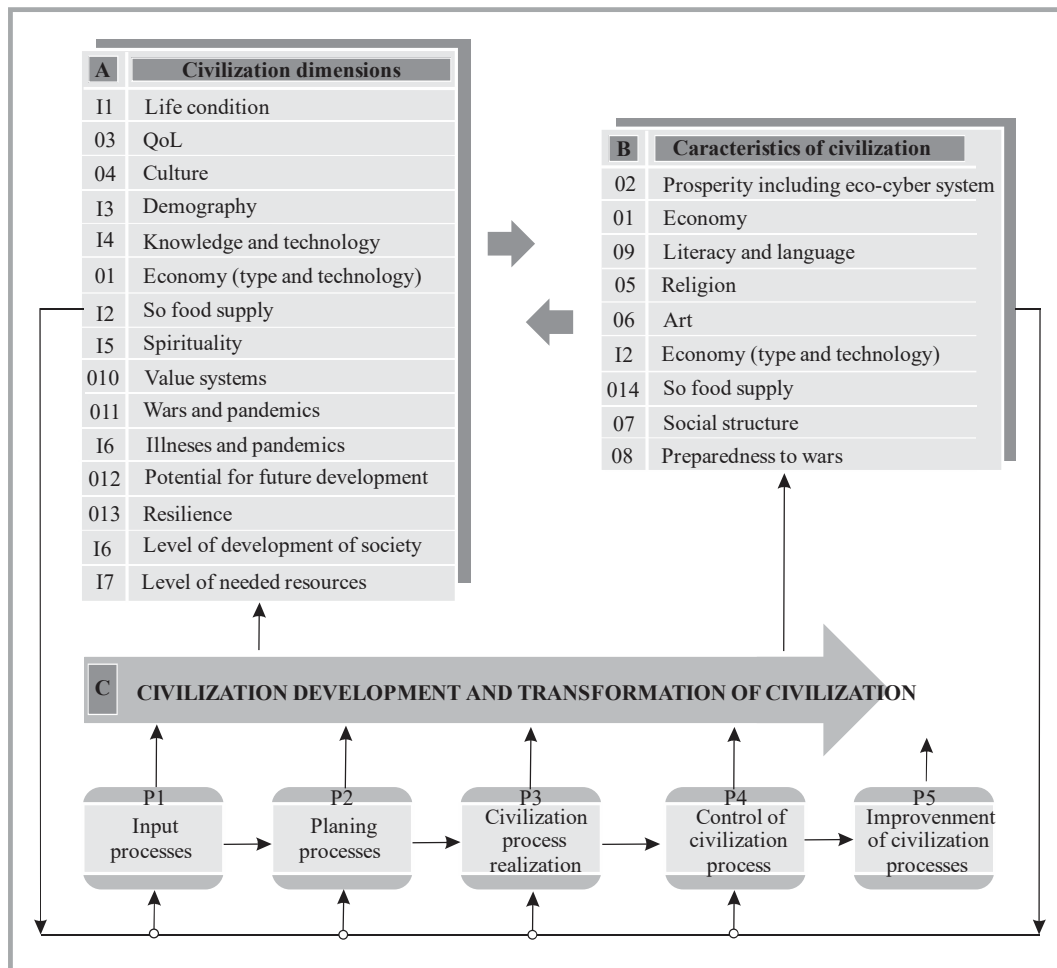 A Civilization dimensions
I1 Life condition
03 QoL
04 Culture
I3 Demography
I4 Knowledge and technology
01 Economy (type and technology)
I2 So food supply
I5 Spirituality
010 Value systems
011 Wars and pandemics
I6 Illneses and pandemics
012 Potential for future development
013 Resilience
I6 Level of development of society
I7 Level of needed resources
B Caracteristics of civilization
02 Prosperity including eco-cyber system
01 Economy
09 Literacy and language
05 Religion
06 Art
I2 Economy (type and technology)
014 So food supply
07 Social structure
08 Preparedness to wars
C CIVILIZATION DEVELOPMENT AND TRANSFORMATION OF CIVILIZATION
P1
Input
processes
P2
Planing
processes
P3
Civilization
process
realization
P4
Control of
civilization
process
P5
Improvenment
of civilization
processes